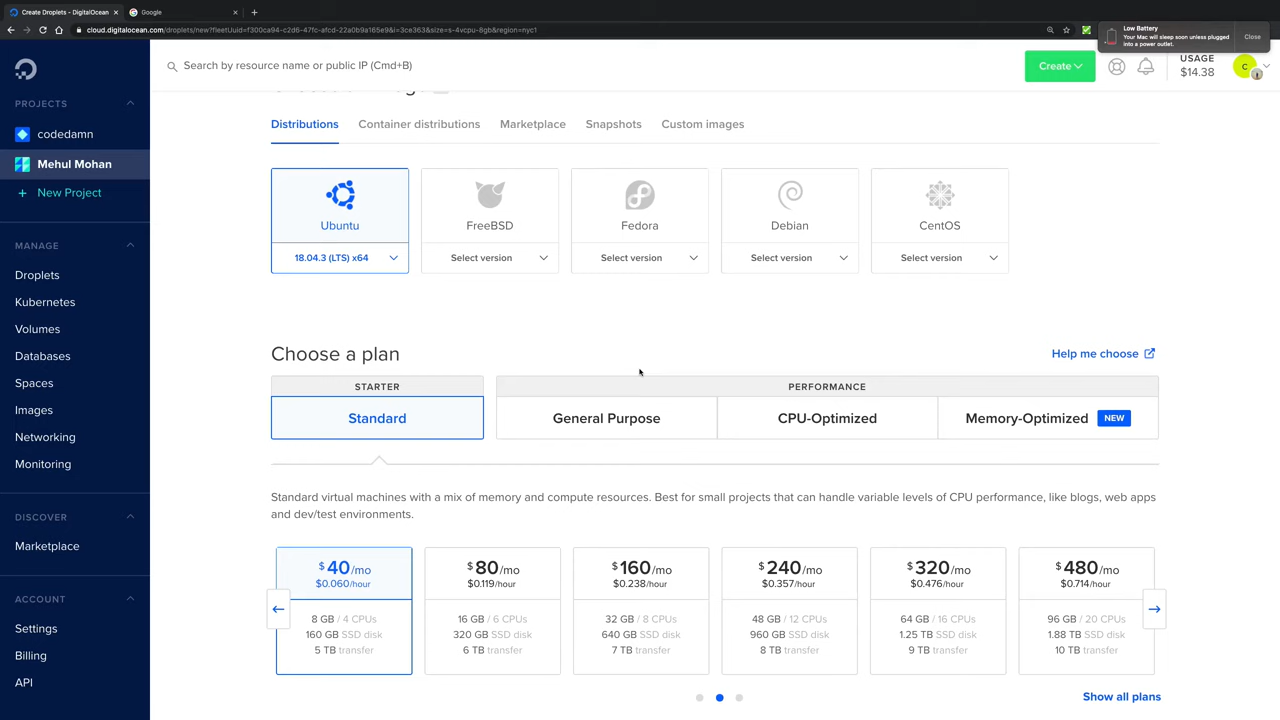 Create Droplets - DigitalOcean
Google
cloud.digitalocean.com/droplets/new?fleetUuid=f300ca94-c2d6-47fc-afcd-22a0b9a165e9&i=3ce363&size=s-4vcpu-8gb&region=nyc1
Low Battery
Your Mac will sleep soon unless plugged
into a power outlet.
Close
Search by resource name or public IP (Cmd+B)
Create
USAGE
$14.38
C
PROJECTS
codedamn
Mehul Mohan
+ New Project
MANAGE
Droplets
Kubernetes
Volumes
Databases
Spaces
Images
Networking
Monitoring
DISCOVER
Marketplace
ACCOUNT
Settings
Billing
API
Distributions
Container distributions
Marketplace
Snapshots
Custom images
Ubuntu
18.04.3 (LTS) x64
FreeBSD
Select version
Fedora
Select version
Debian
Select version
CentOS
Select version
Choose a plan
Help me choose
STARTER
PERFORMANCE
Standard
General Purpose
CPU-Optimized
Memory-Optimized NEW
Standard virtual machines with a mix of memory and compute resources. Best for small projects that can handle variable levels of CPU performance, like blogs, web apps
and dev/test environments.
$40/mo
$0.060/hour
8 GB / 4 CPUs
160 GB SSD disk
5 TB transfer
$80/mo
$0.119/hour
16 GB / 6 CPUs
320 GB SSD disk
6 TB transfer
$160/mo
$0.238/hour
32 GB / 8 CPUs
640 GB SSD disk
7 TB transfer
$240/mo
$0.357/hour
48 GB / 12 CPUs
960 GB SSD disk
8 TB transfer
$320/mo
$0.476/hour
64 GB / 16 CPUs
1.25 TB SSD disk
9 TB transfer
$480/mo
$0.714/hour
96 GB / 20 CPUs
1.88 TB SSD disk
10 TB transfer
Show all plans